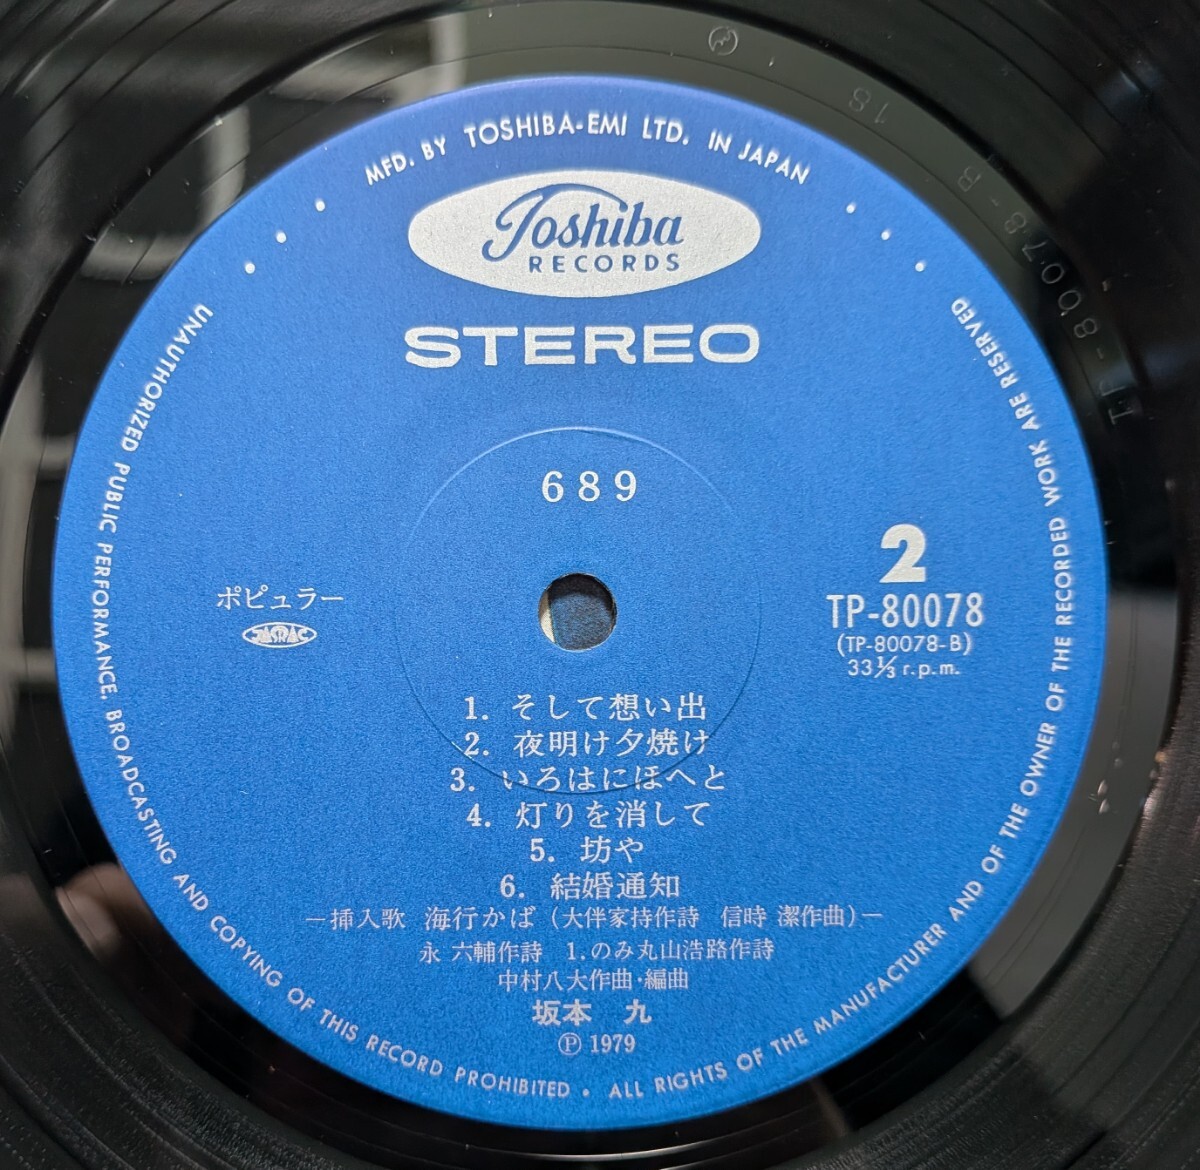 MFD. BY TOSHIBA-EMI LTD. IN JAPAN
Toshiba
RECORDS
STEREO
689
2
TP-80078
(TP-80078-B)
33⅓ r.p.m.
ポピュラー
JASRAC
1. そして想い出
2. 夜明け夕焼け
3. いろはにほへと
4. 灯りを消して
5. 坊や
6. 結婚通知
―挿入歌 海行かば（大伴家持作詩 信時 潔作曲）―
永 六輔作詩 1.のみ丸山浩路作詩
中村八大作曲・編曲
坂本 九
Ⓟ 1979
UNAUTHORIZED PUBLIC PERFORMANCE, BROADCASTING AND COPYING OF THIS RECORD PROHIBITED • ALL RIGHTS OF THE MANUFACTURER AND OF THE OWNER OF THE RECORDED WORK ARE RESERVED
18